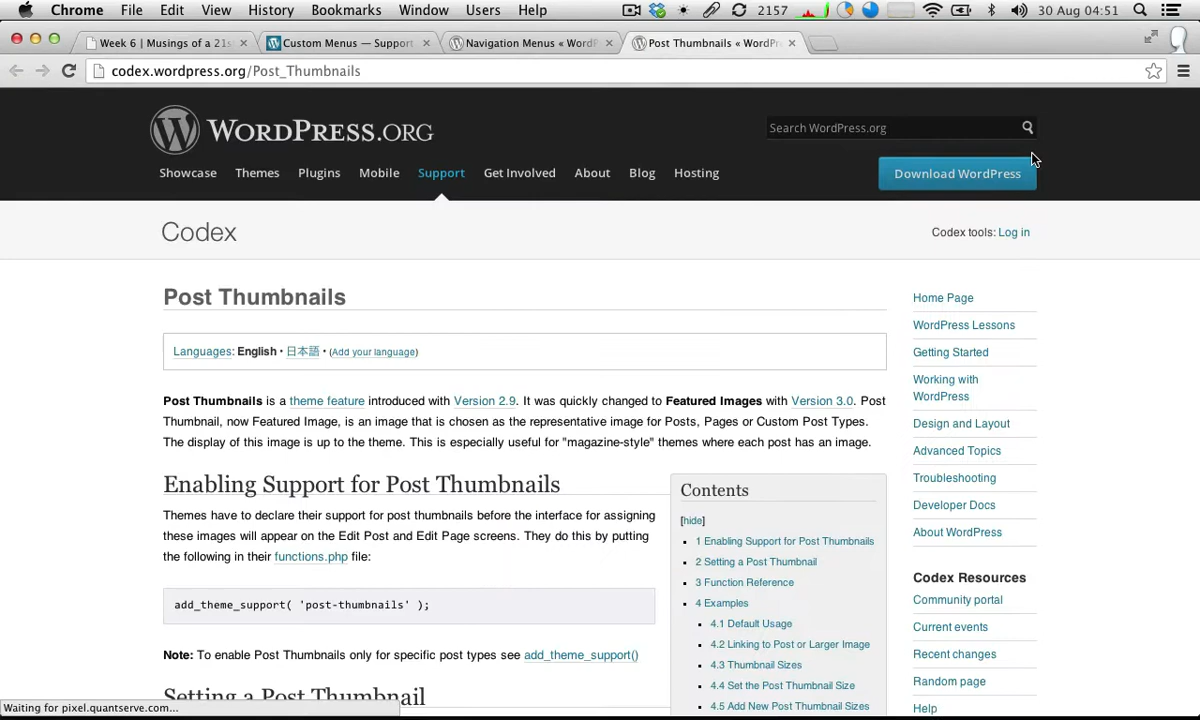 Chrome File Edit View History Bookmarks Window Users Help 2157 30 Aug 04:51
Week 6 | Musings of a 21s Custom Menus — Support Navigation Menus « WordP Post Thumbnails « WordPr
codex.wordpress.org/Post_Thumbnails
WORDPRESS.ORG
Search WordPress.org
Showcase Themes Plugins Mobile Support Get Involved About Blog Hosting
Download WordPress
Codex
Codex tools: Log in
Post Thumbnails
Languages: English • 日本語 • (Add your language)
Post Thumbnails is a theme feature introduced with Version 2.9. It was quickly changed to Featured Images with Version 3.0. Post
Thumbnail, now Featured Image, is an image that is chosen as the representative image for Posts, Pages or Custom Post Types.
The display of this image is up to the theme. This is especially useful for "magazine-style" themes where each post has an image.
Enabling Support for Post Thumbnails
Themes have to declare their support for post thumbnails before the interface for assigning
these images will appear on the Edit Post and Edit Page screens. They do this by putting
the following in their functions.php file:
add_theme_support( 'post-thumbnails' );
Note: To enable Post Thumbnails only for specific post types see add_theme_support()
Setting a Post Thumbnail
Contents
[hide]
1 Enabling Support for Post Thumbnails
2 Setting a Post Thumbnail
3 Function Reference
4 Examples
4.1 Default Usage
4.2 Linking to Post or Larger Image
4.3 Thumbnail Sizes
4.4 Set the Post Thumbnail Size
4.5 Add New Post Thumbnail Sizes
Home Page
WordPress Lessons
Getting Started
Working with
WordPress
Design and Layout
Advanced Topics
Troubleshooting
Developer Docs
About WordPress
Codex Resources
Community portal
Current events
Recent changes
Random page
Help
Waiting for pixel.quantserve.com...